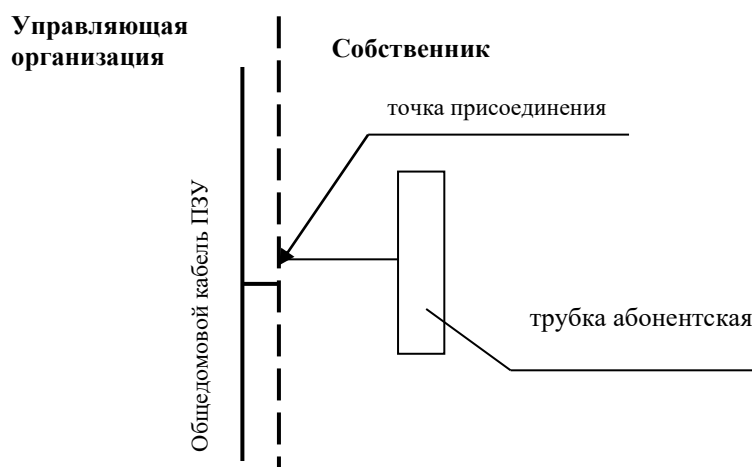 Управляющая
организация
Собственник
точка присоединения
Общедомовой кабель ПЗУ
трубка абонентская